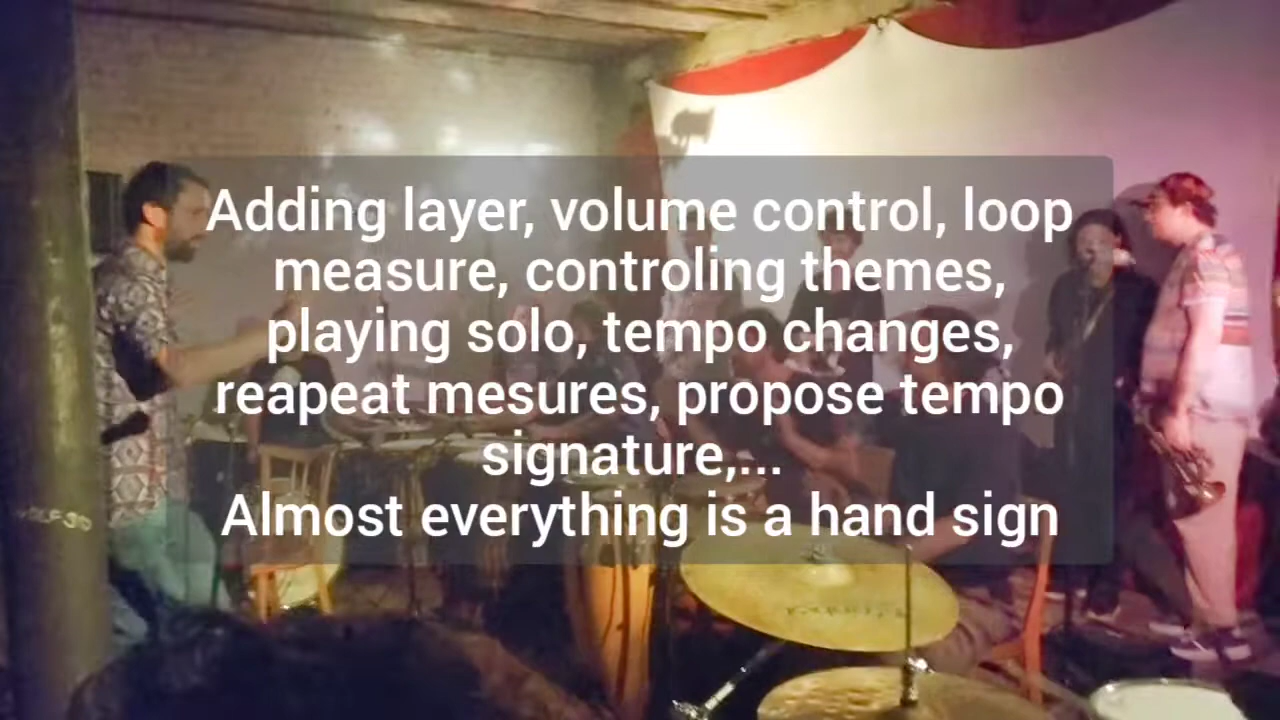 Adding layer, volume control, loop
measure, controling themes,
playing solo, tempo changes,
reapeat mesures, propose tempo
signature,...
Almost everything is a hand sign